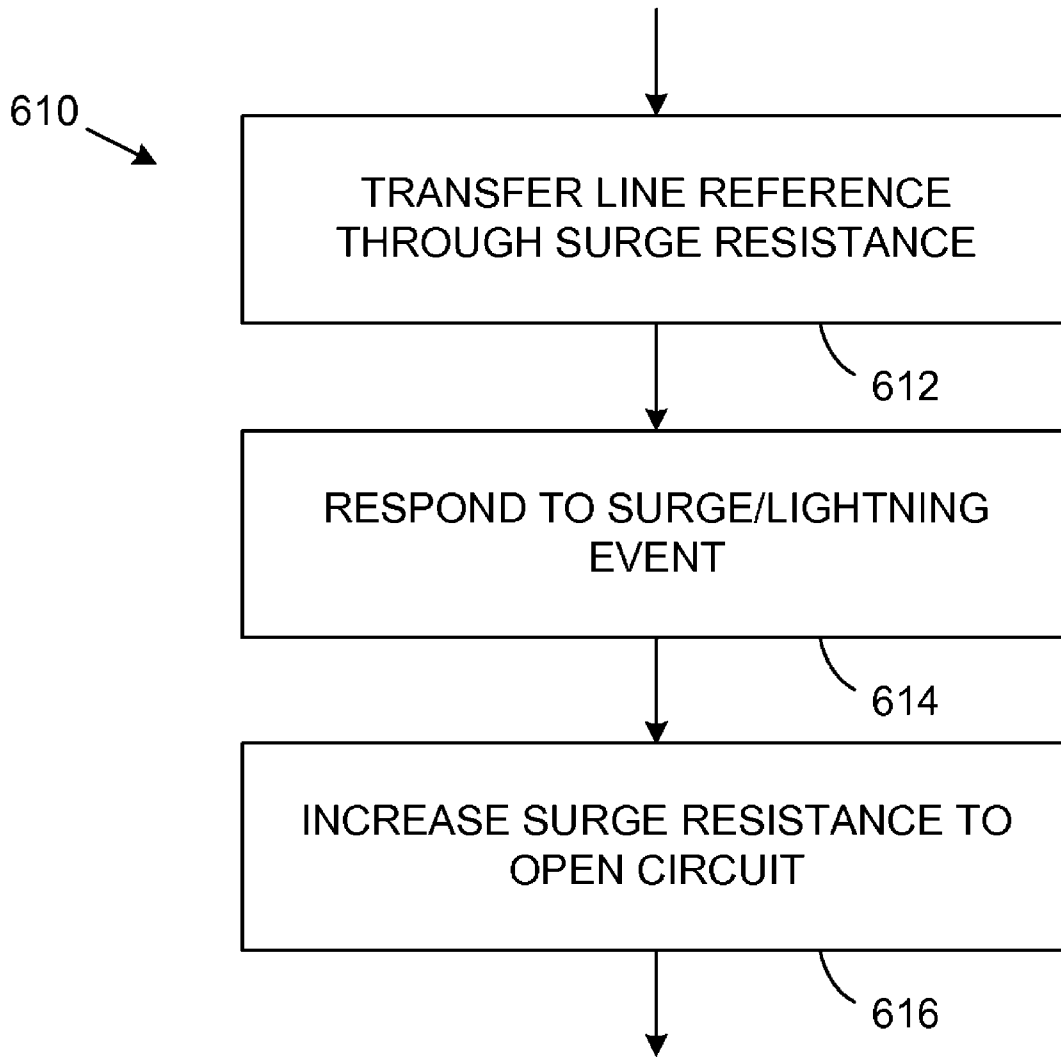 610
TRANSFER LINE REFERENCE
THROUGH SURGE RESISTANCE
612
RESPOND TO SURGE/LIGHTNING
EVENT
614
INCREASE SURGE RESISTANCE TO
OPEN CIRCUIT
616